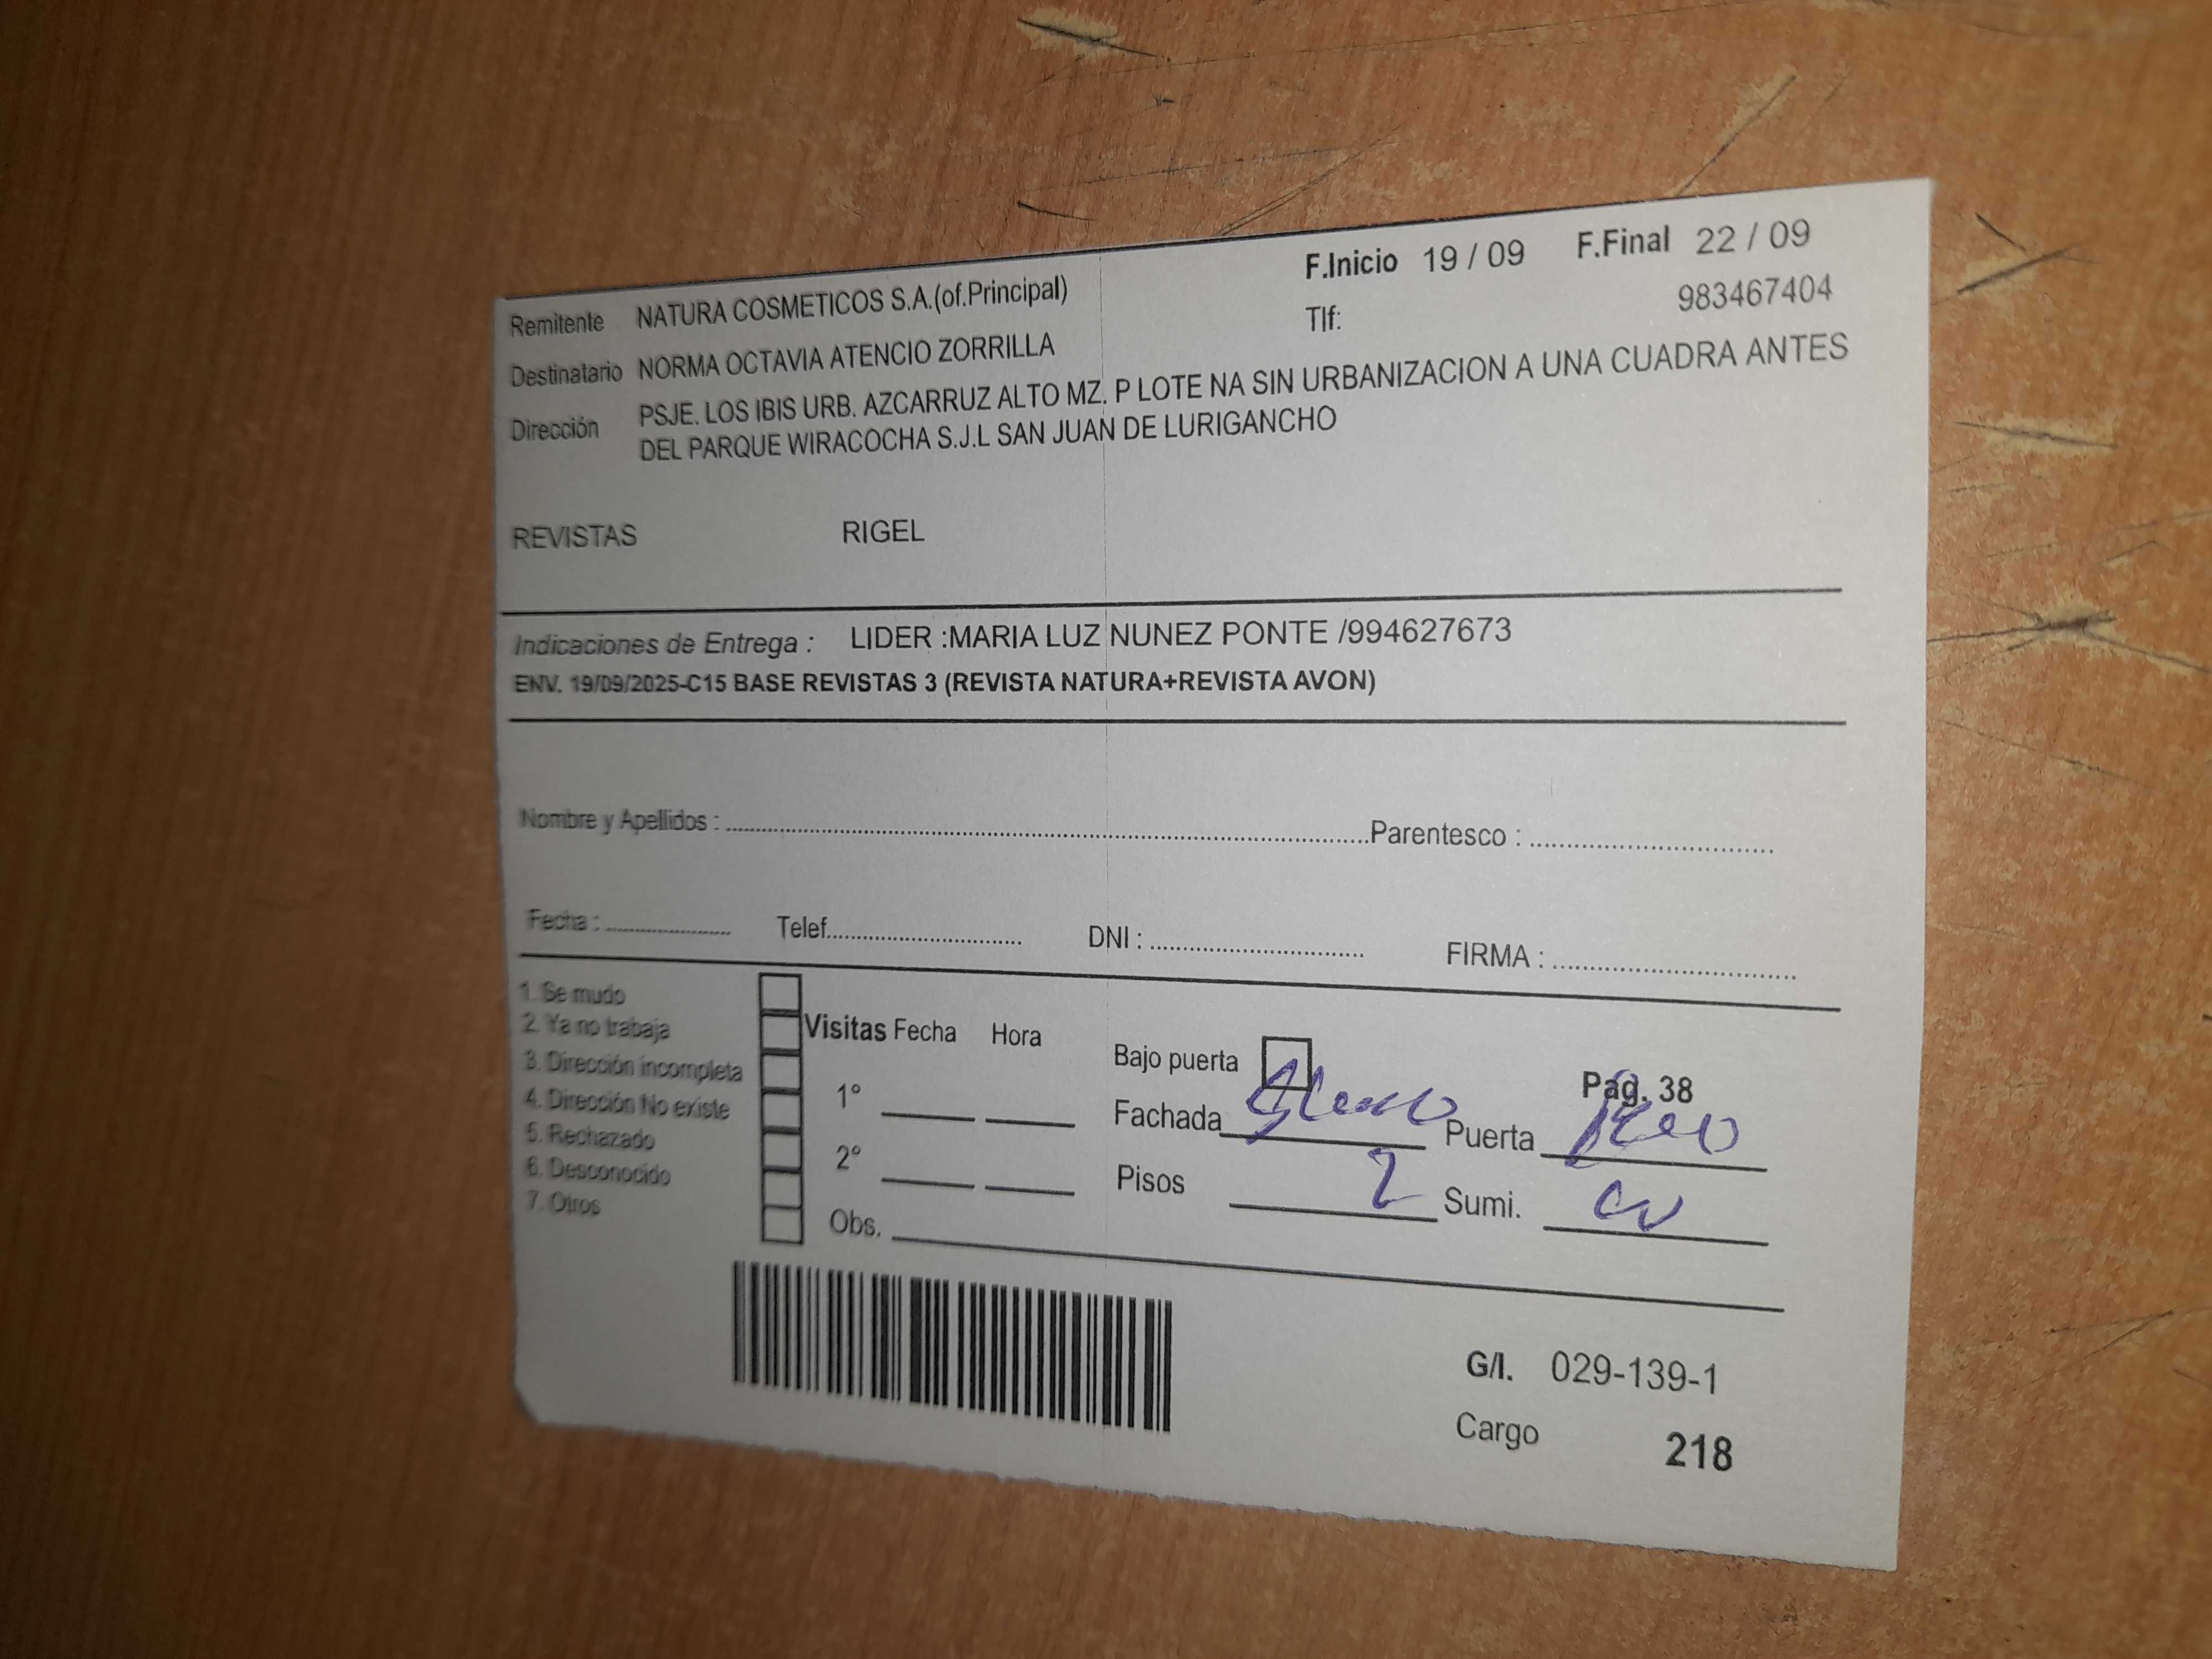 F.Inicio 19 / 09 F.Final 22 / 09
Remitente NATURA COSMETICOS S.A.(of.Principal) Tlf: 983467404
Destinatario NORMA OCTAVIA ATENCIO ZORRILLA
Dirección PSJE. LOS IBIS URB. AZCARRUZ ALTO MZ. P LOTE NA SIN URBANIZACION A UNA CUADRA ANTES
DEL PARQUE WIRACOCHA S.J.L SAN JUAN DE LURIGANCHO
REVISTAS RIGEL
Indicaciones de Entrega : LIDER :MARIA LUZ NUNEZ PONTE /994627673
ENV. 19/09/2025-C15 BASE REVISTAS 3 (REVISTA NATURA+REVISTA AVON)
Nombre y Apellidos : Parentesco :
Fecha : Telef. DNI : FIRMA :
1. Se mudo
2. Ya no trabaja
3. Dirección incompleta
4. Dirección No existe
5. Rechazado
6. Desconocido
7. Otros
Visitas Fecha Hora
1°
2°
Obs.
Bajo puerta Pag. 38
Fachada Puerta
Pisos 2 Sumi.
G/I. 029-139-1
Cargo 218